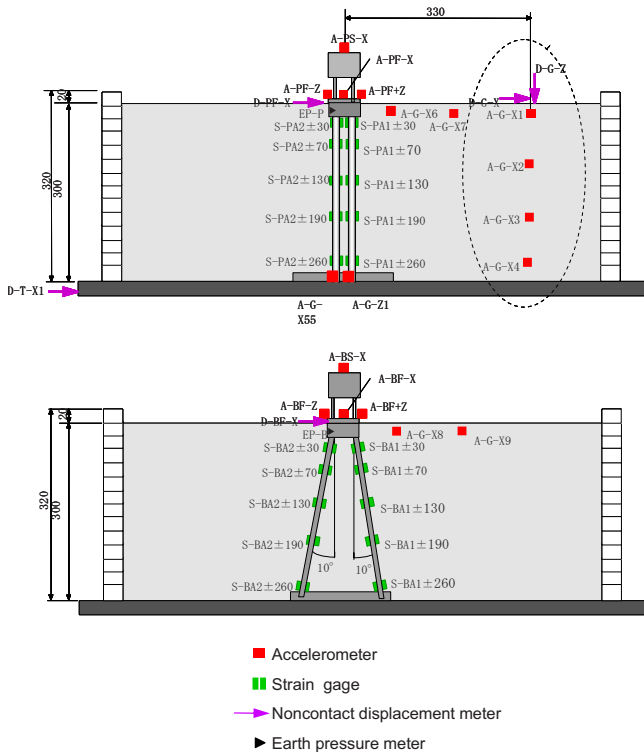 330
A-PS-X
A-PF-X
A-PF-Z
A-PF+Z
D-PF-X
D-G-Z
D-G-X
20
EP-P
A-G-X6
A-G-X7
A-G-X1
S-PA2±30
S-PA1±30
S-PA2±70
S-PA1±70
A-G-X2
S-PA2±130
S-PA1±130
320
300
S-PA2±190
S-PA1±190
A-G-X3
S-PA2±260
S-PA1±260
A-G-X4
D-T-X1
A-G-
X55
A-G-Z1
A-BS-X
A-BF-X
A-BF-Z
A-BF+Z
D-BF-X
20
EP-B
A-G-X8
A-G-X9
S-BA2±30
S-BA1±30
S-BA2±70
S-BA1±70
320
300
S-BA2±130
S-BA1±130
S-BA2±190
S-BA1±190
10°
10°
S-BA2±260
S-BA1±260
Accelerometer
Strain gage
Noncontact displacement meter
Earth pressure meter